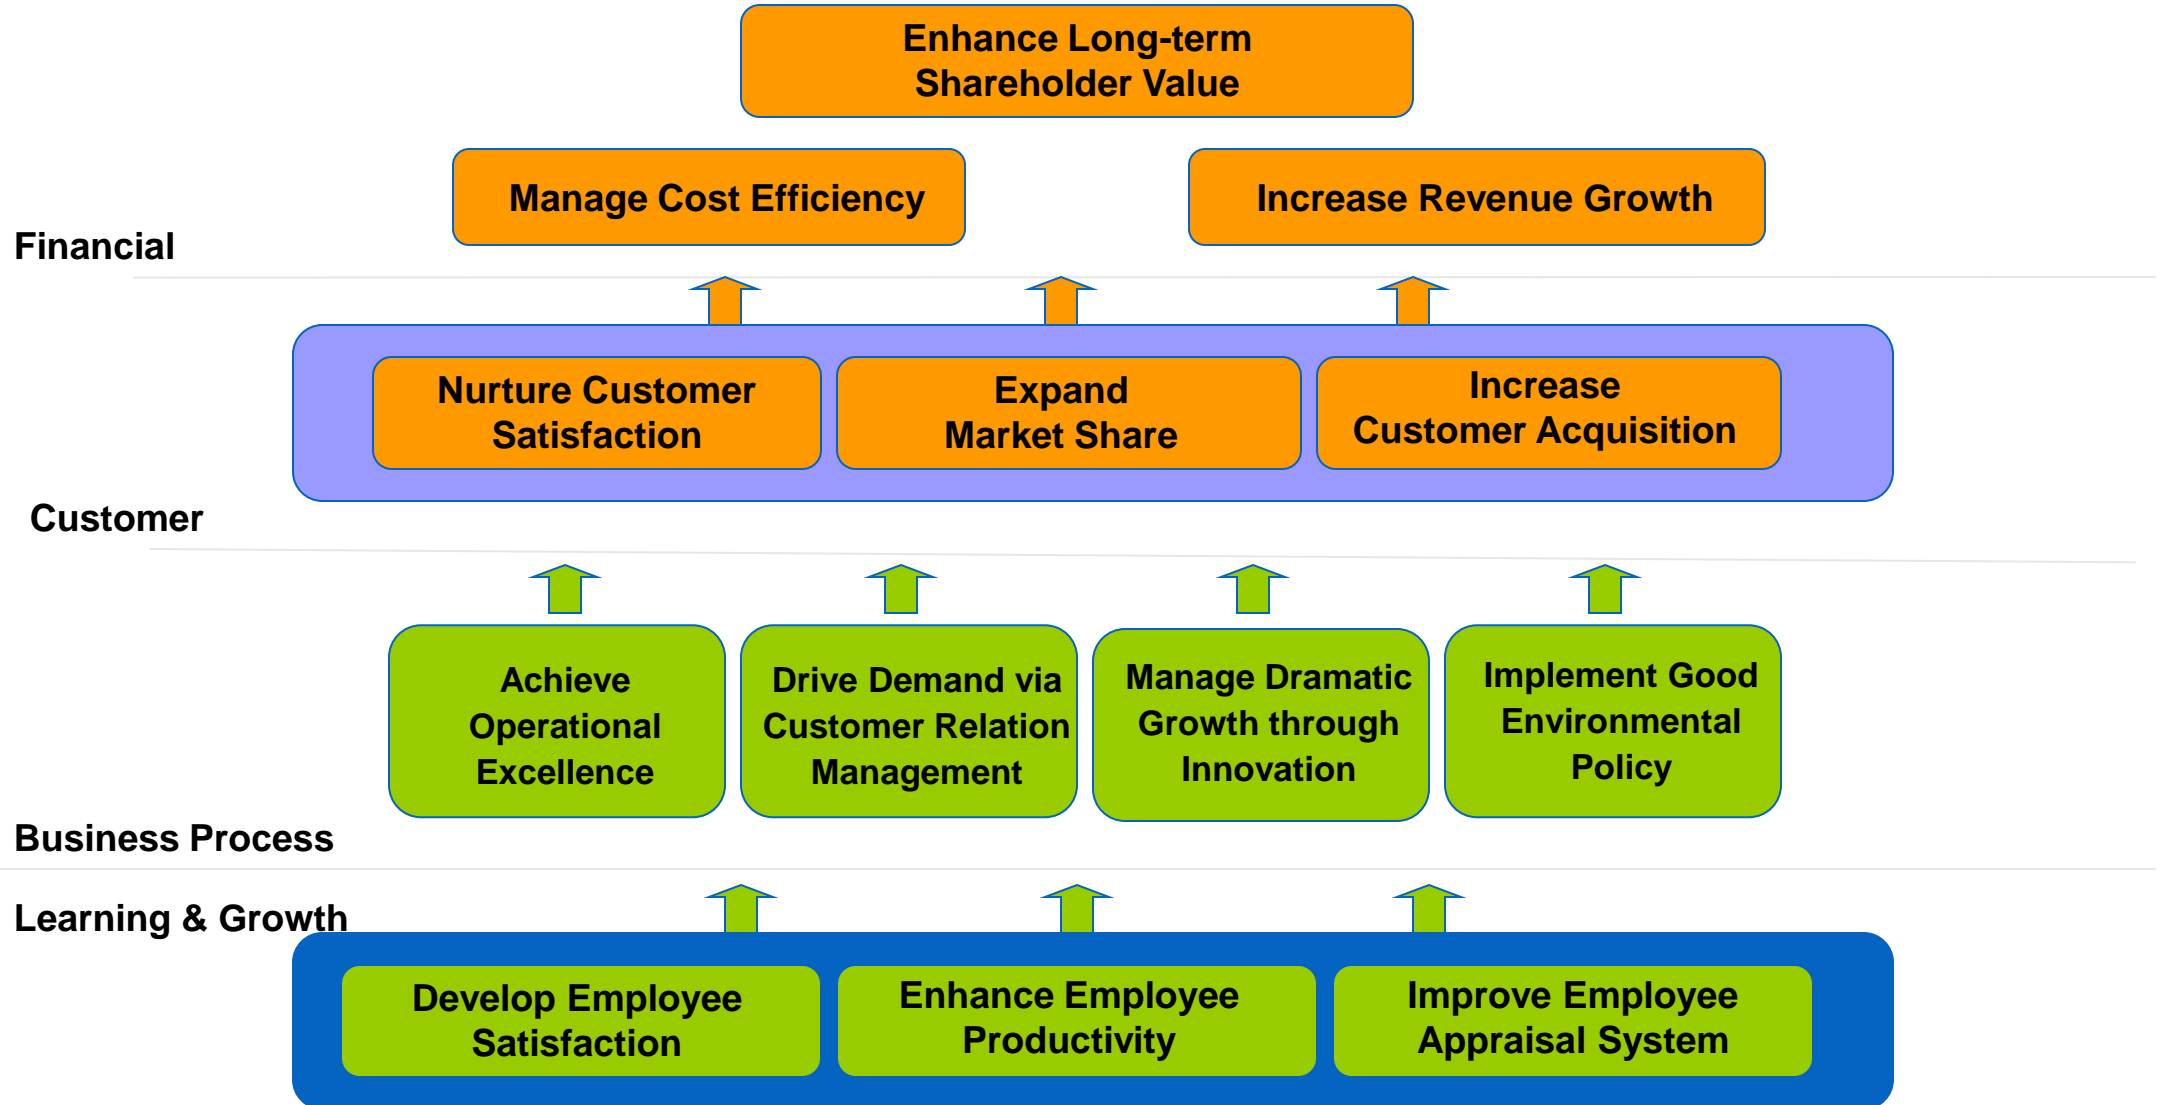 Enhance Long-term
Shareholder Value
Manage Cost Efficiency
Increase Revenue Growth
Financial
Nurture Customer
Satisfaction
Expand
Market Share
Increase
Customer Acquisition
Customer
Achieve
Operational
Excellence
Drive Demand via
Customer Relation
Management
Manage Dramatic
Growth through
Innovation
Implement Good
Environmental
Policy
Business Process
Learning & Growth
Develop Employee
Satisfaction
Enhance Employee
Productivity
Improve Employee
Appraisal System